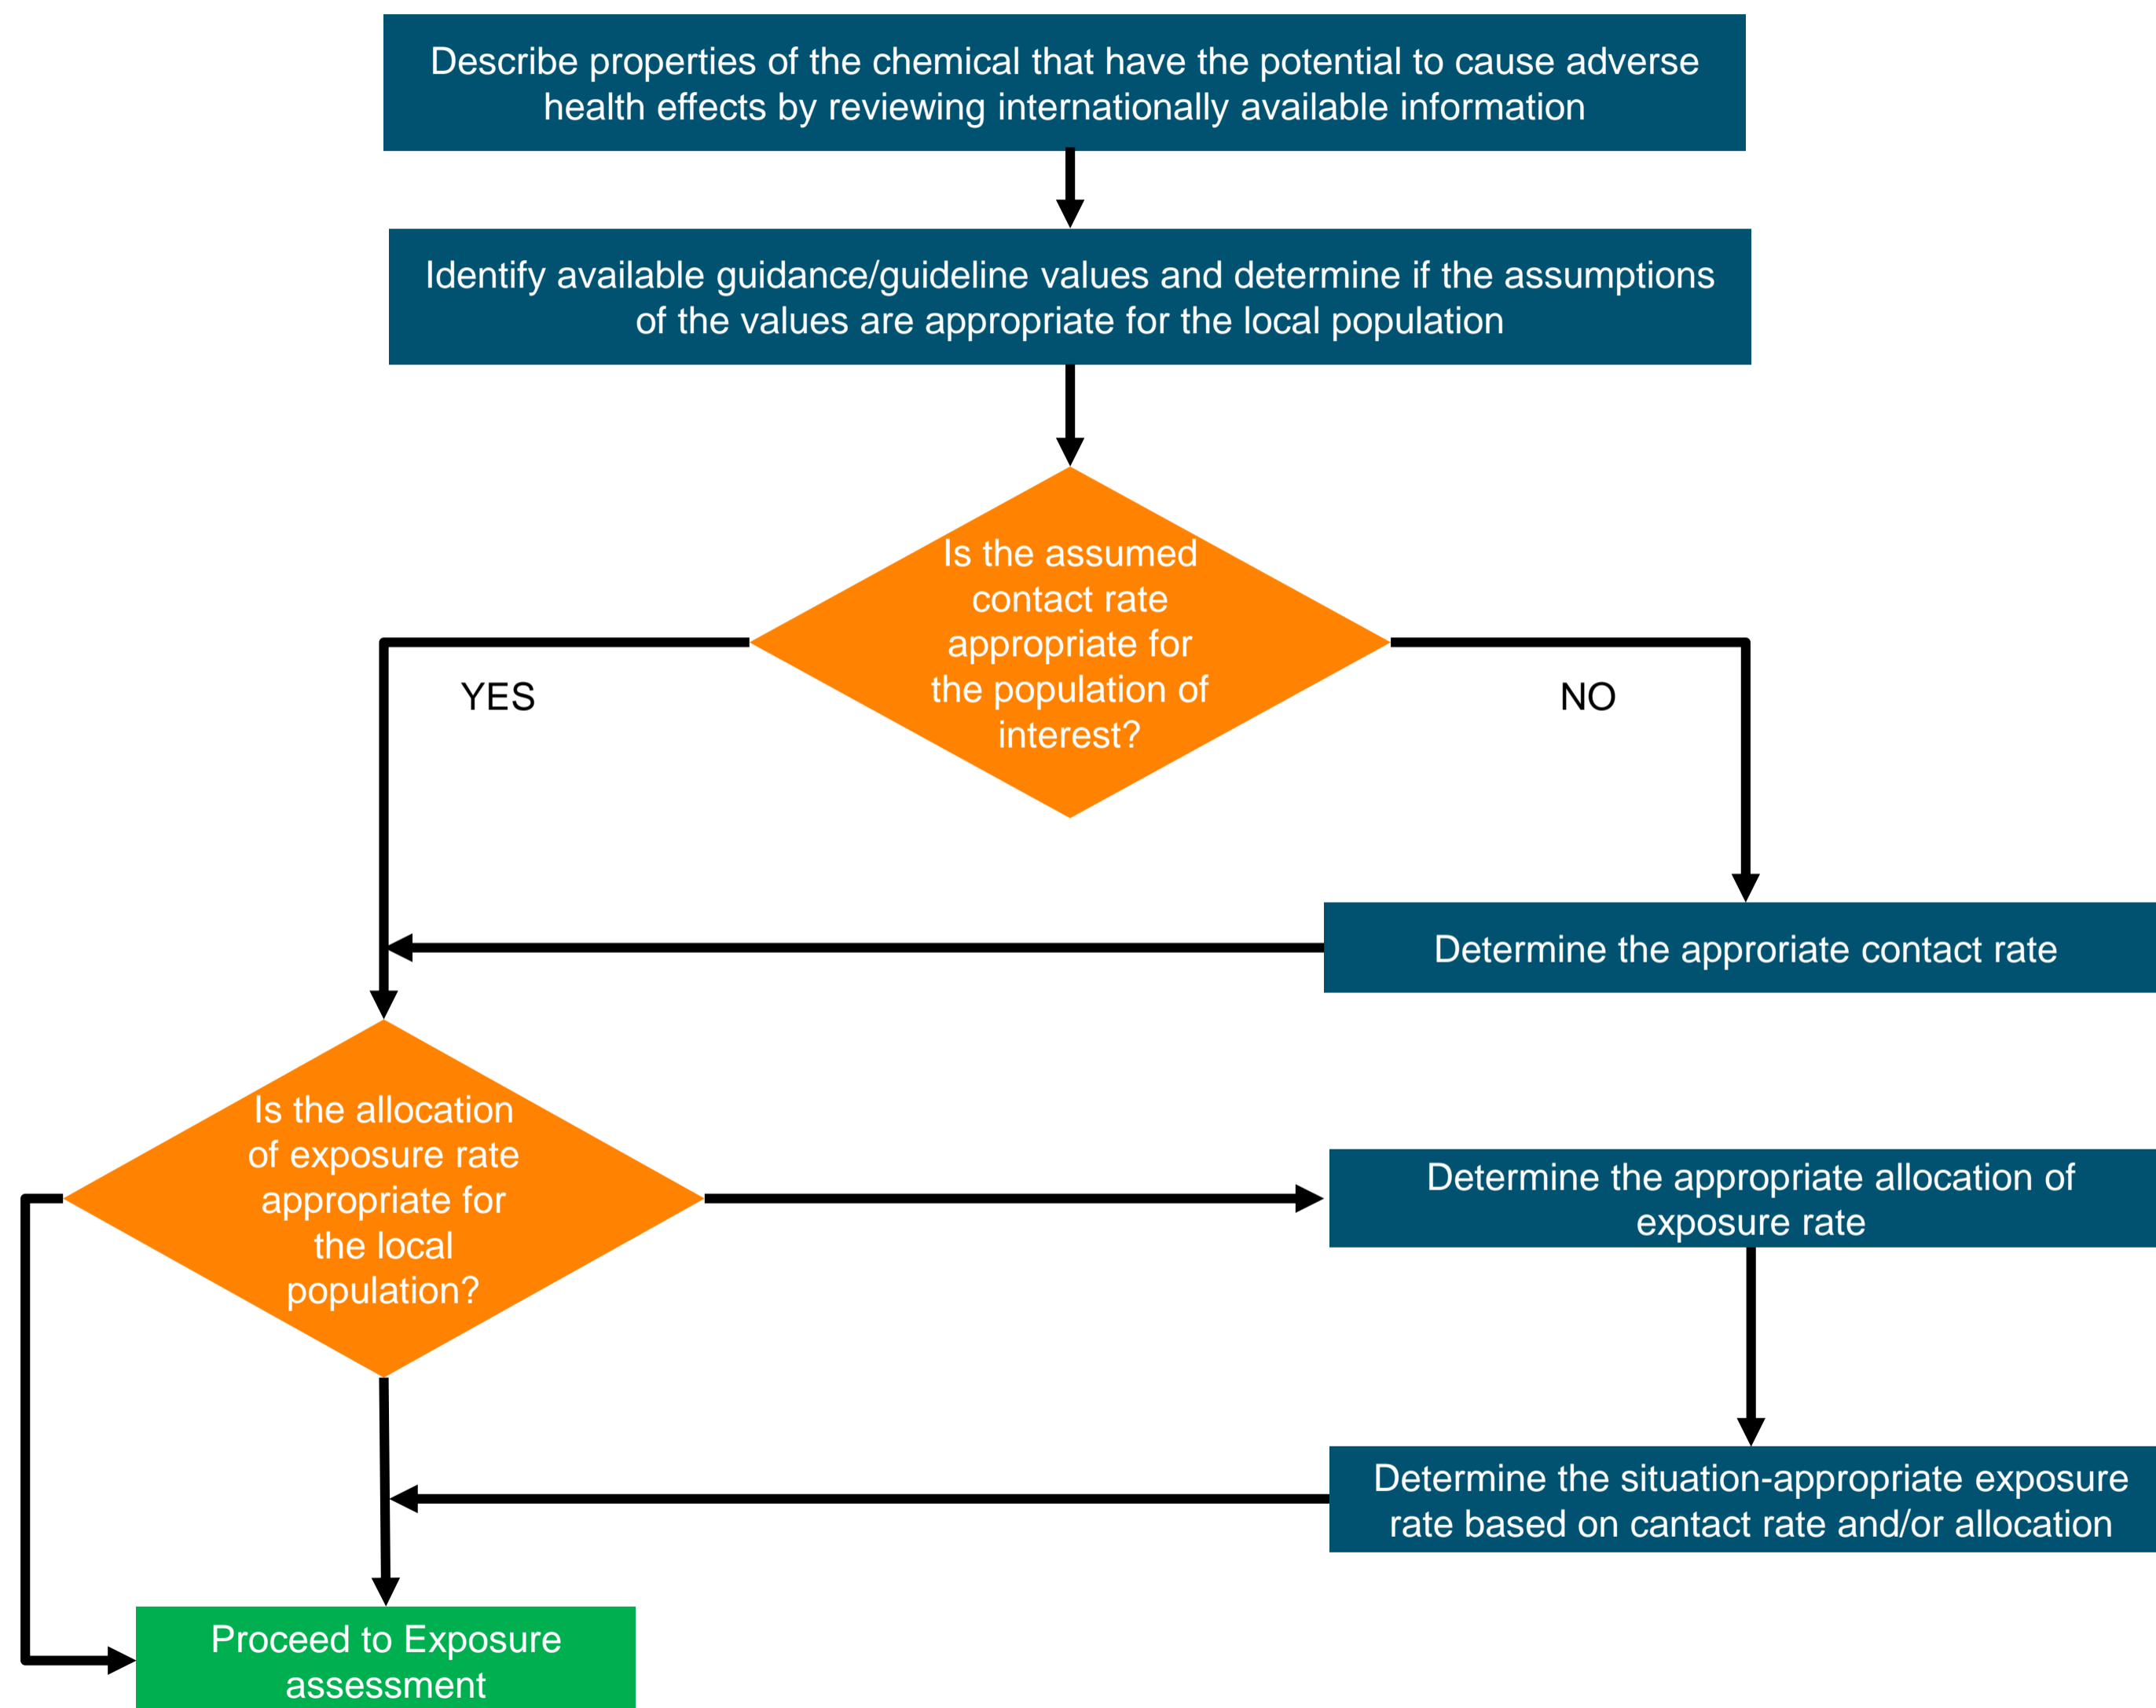 Describe properties of the chemical that have the potential to cause adverse
health effects by reviewing internationally available information
Identify available guidance/guideline values and determine if the assumptions
of the values are appropriate for the local population
Is the assumed
contact rate
appropriate for
the population of
interest?
YES
NO
Determine the approriate contact rate
Is the allocation
of exposure rate
appropriate for
the local
population?
Determine the appropriate allocation of
exposure rate
Determine the situation-appropriate exposure
rate based on cantact rate and/or allocation
Proceed to Exposure
assessment